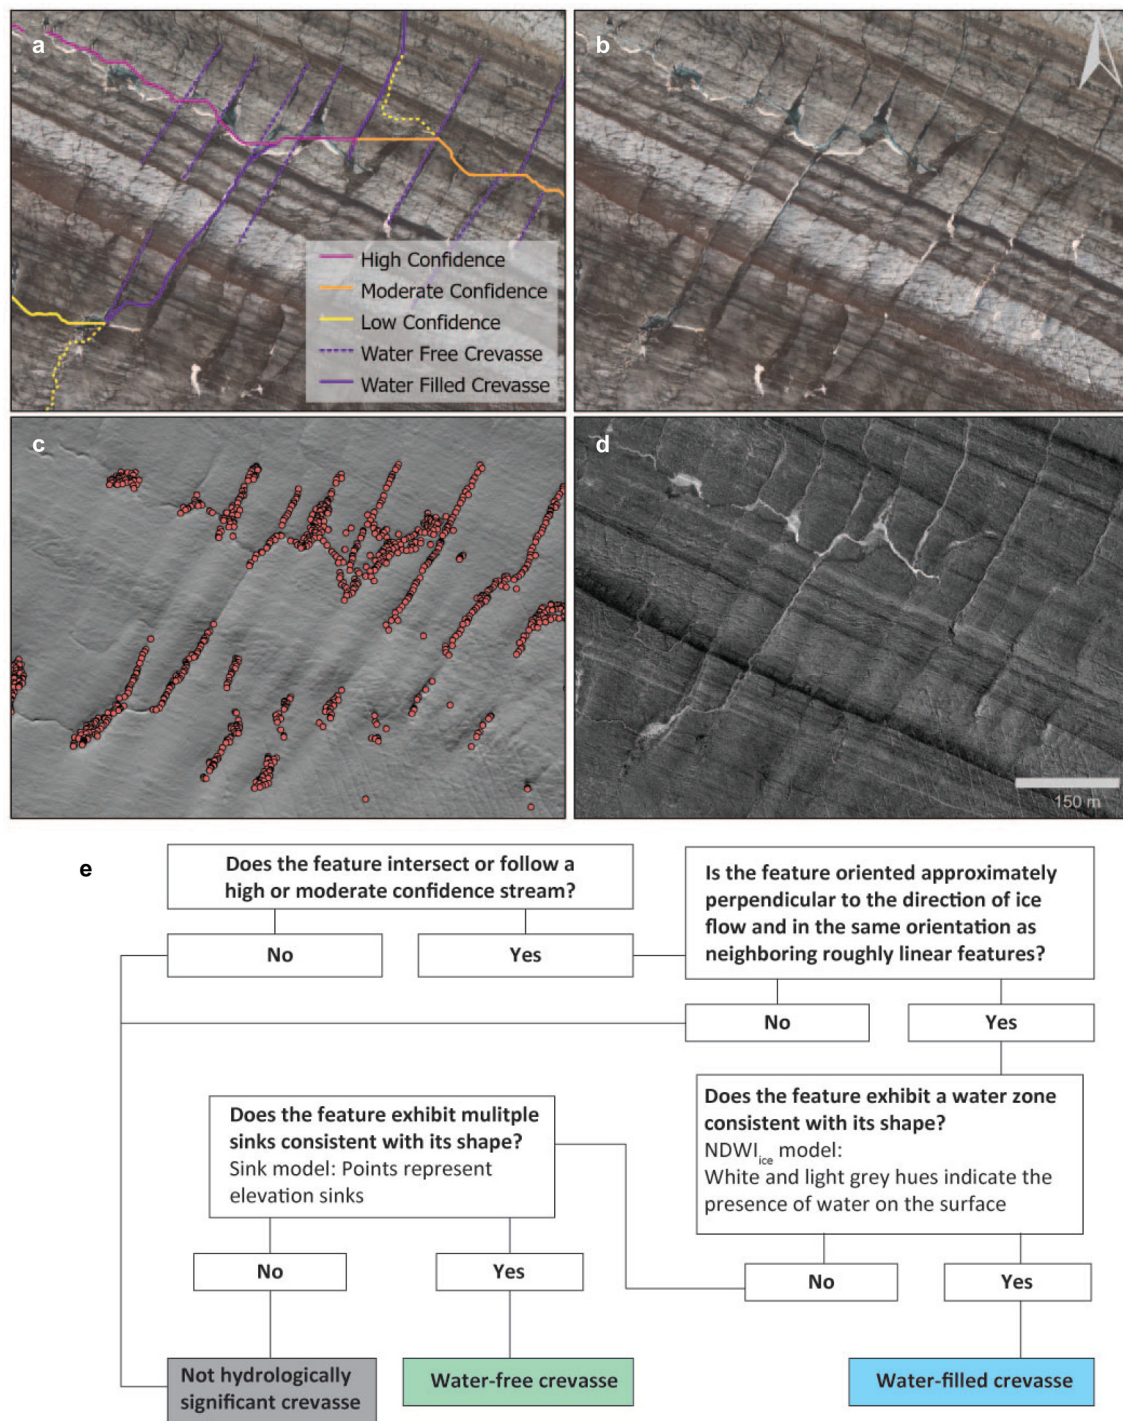 a
b
High Confidence
Moderate Confidence
Low Confidence
Water Free Crevasse
Water Filled Crevasse
c
d
150 m
e
Does the feature intersect or follow a
high or moderate confidence stream?
No
Yes
Is the feature oriented approximately
perpendicular to the direction of ice
flow and in the same orientation as
neighboring roughly linear features?
No
Yes
Does the feature exhibit mulitple
sinks consistent with its shape?
Sink model: Points represent
elevation sinks
Does the feature exhibit a water zone
consistent with its shape?
NDWIice model:
White and light grey hues indicate the
presence of water on the surface
No
Yes
No
Yes
Not hydrologically
significant crevasse
Water-free crevasse
Water-filled crevasse